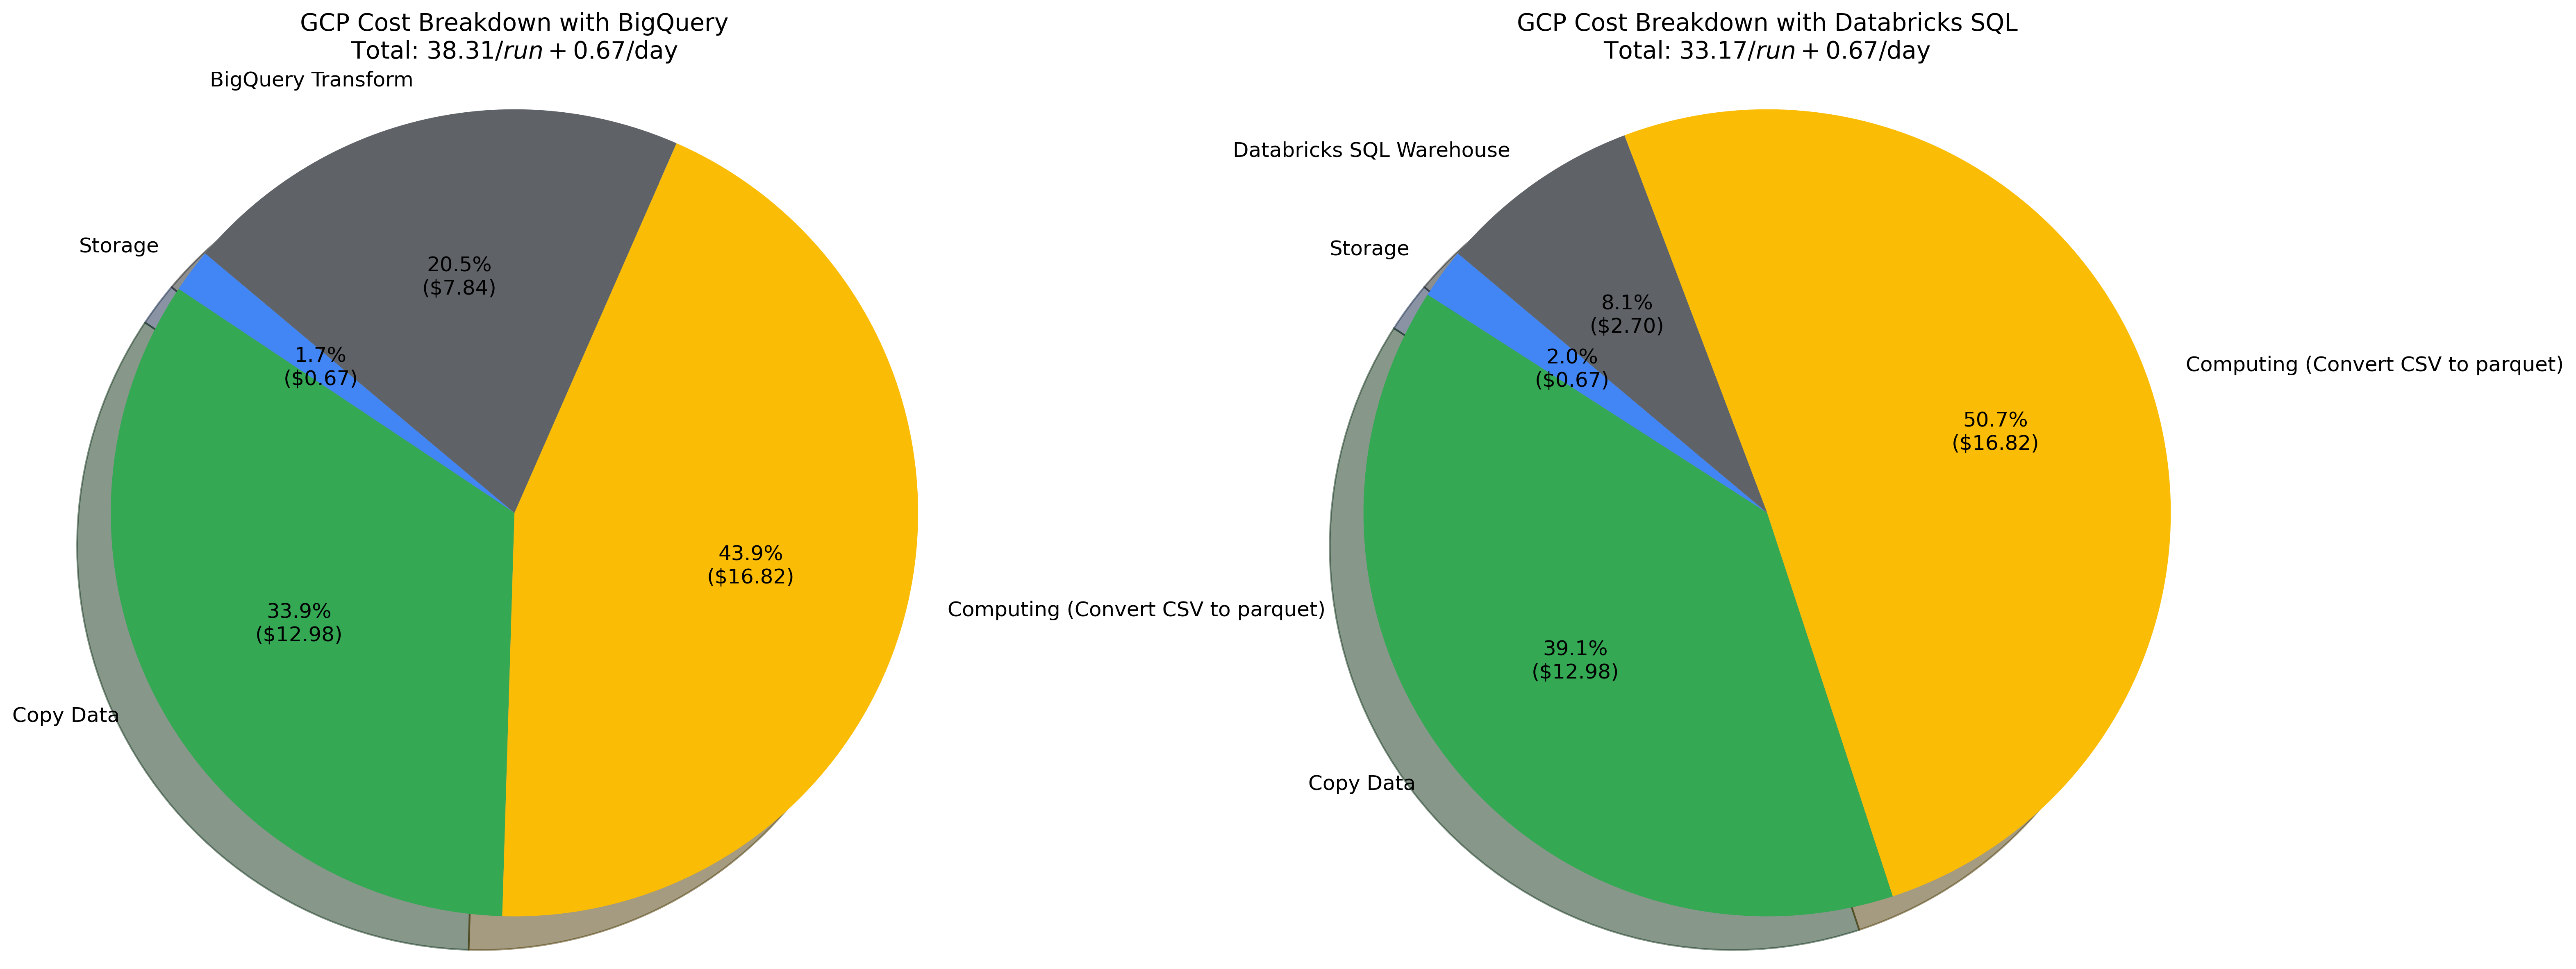 GCP Cost Breakdown with BigQuery
Total: 38.31/run + 0.67/day
BigQuery Transform
Storage
20.5%
($7.84)
1.7%
($0.67)
43.9%
($16.82)
33.9%
($12.98)
Computing (Convert CSV to parquet)
Copy Data
GCP Cost Breakdown with Databricks SQL
Total: 33.17/run + 0.67/day
Databricks SQL Warehouse
Storage
8.1%
($2.70)
2.0%
($0.67)
Computing (Convert CSV to parquet)
50.7%
($16.82)
39.1%
($12.98)
Copy Data